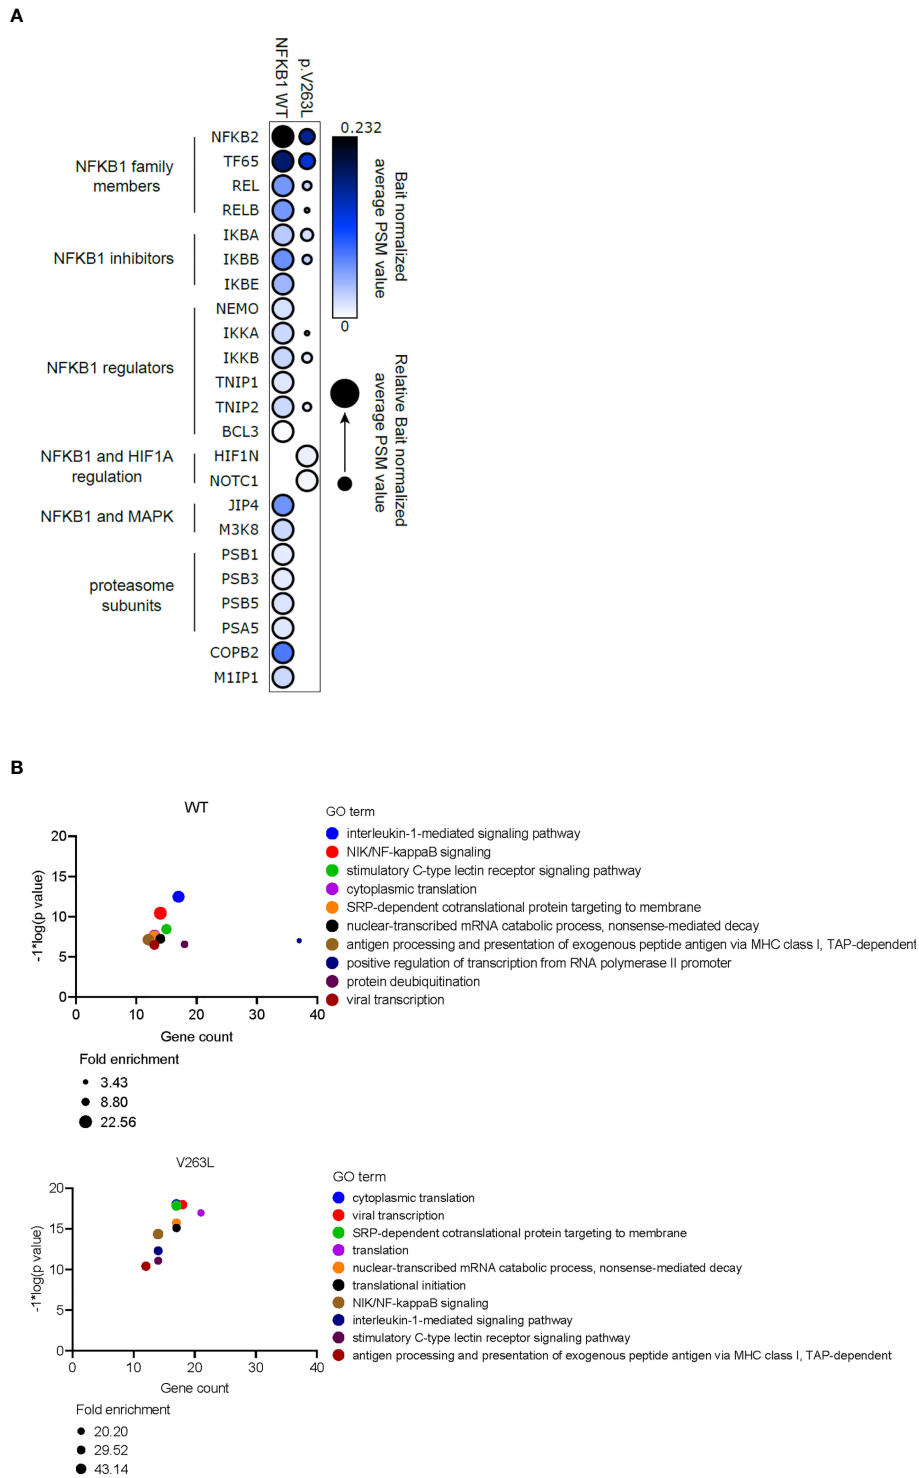 A
NFKB1 WT
p.V263L
NFKB1 family
members
NFKB2
TF65
REL
RELB
NFKB1 inhibitors
IKBA
IKBB
IKBE
NFKB1 regulators
NEMO
IKKA
IKKB
TNIP1
TNIP2
BCL3
NFKB1 and HIF1A
regulation
HIF1N
NOTC1
NFKB1 and MAPK
JIP4
M3K8
proteasome
subunits
PSB1
PSB3
PSB5
PSA5
COPB2
M1IP1
0.232
0
Bait normalized
average PSM value
Relative Bait normalized
average PSM value
B
WT
20
15
10
5
0
-1*log(p value)
0 10 20 30 40
Gene count
GO term
interleukin-1-mediated signaling pathway
NIK/NF-kappaB signaling
stimulatory C-type lectin receptor signaling pathway
cytoplasmic translation
SRP-dependent cotranslational protein targeting to membrane
nuclear-transcribed mRNA catabolic process, nonsense-mediated decay
antigen processing and presentation of exogenous peptide antigen via MHC class I, TAP-dependent
positive regulation of transcription from RNA polymerase II promoter
protein deubiquitination
viral transcription
Fold enrichment
3.43
8.80
22.56
V263L
20
15
10
5
0
-1*log(p value)
0 10 20 30 40
Gene count
GO term
cytoplasmic translation
viral transcription
SRP-dependent cotranslational protein targeting to membrane
translation
nuclear-transcribed mRNA catabolic process, nonsense-mediated decay
translational initiation
NIK/NF-kappaB signaling
interleukin-1-mediated signaling pathway
stimulatory C-type lectin receptor signaling pathway
antigen processing and presentation of exogenous peptide antigen via MHC class I, TAP-dependent
Fold enrichment
20.20
29.52
43.14